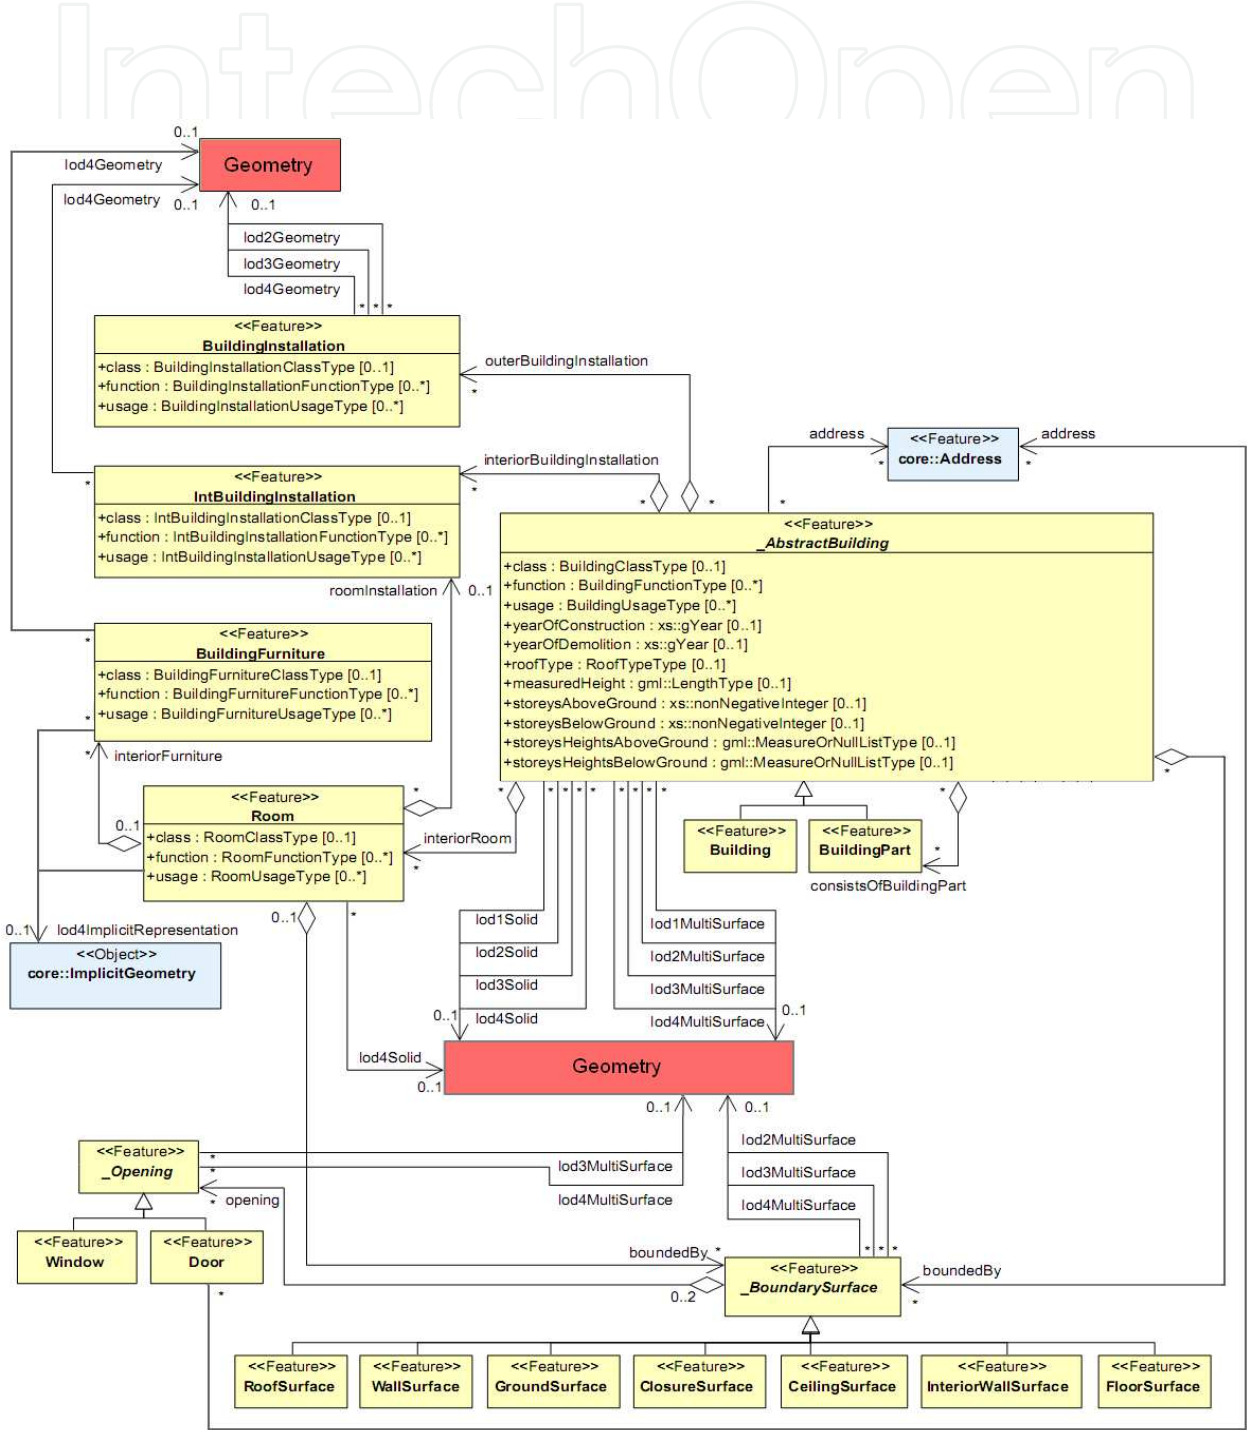 IntechOpen
0..1
Geometry
lod4Geometry
lod4Geometry
0..1
0..1
lod2Geometry
lod3Geometry
lod4Geometry
* * *
<<Feature>>
BuildingInstallation
+class : BuildingInstallationClassType [0..1]
+function : BuildingInstallationFunctionType [0..*]
+usage : BuildingInstallationUsageType [0..*]
outerBuildingInstallation
*
address
<<Feature>>
core::Address
address
*
*
interiorBuildingInstallation
*
*
*
*
*
<<Feature>>
IntBuildingInstallation
+class : IntBuildingInstallationClassType [0..1]
+function : IntBuildingInstallationFunctionType [0..*]
+usage : IntBuildingInstallationUsageType [0..*]
roomInstallation
0..1
<<Feature>>
_AbstractBuilding
+class : BuildingClassType [0..1]
+function : BuildingFunctionType [0..*]
+usage : BuildingUsageType [0..*]
+yearOfConstruction : xs::gYear [0..1]
+yearOfDemolition : xs::gYear [0..1]
+roofType : RoofTypeType [0..1]
+measuredHeight : gml::LengthType [0..1]
+storeysAboveGround : xs::nonNegativeInteger [0..1]
+storeysBelowGround : xs::nonNegativeInteger [0..1]
+storeysHeightsAboveGround : gml::MeasureOrNullListType [0..1]
+storeysHeightsBelowGround : gml::MeasureOrNullListType [0..1]
*
<<Feature>>
BuildingFurniture
+class : BuildingFurnitureClassType [0..1]
+function : BuildingFurnitureFunctionType [0..*]
+usage : BuildingFurnitureUsageType [0..*]
*
*
interiorFurniture
*
* * * * *
* * * *
*
<<Feature>>
Room
+class : RoomClassType [0..1]
+function : RoomFunctionType [0..*]
+usage : RoomUsageType [0..*]
*
0..1
interiorRoom
*
<<Feature>>
Building
<<Feature>>
BuildingPart
*
consistsOfBuildingPart
0..1
*
0..1
lod4ImplicitRepresentation
<<Object>>
core::ImplicitGeometry
lod1Solid
lod2Solid
lod3Solid
lod4Solid
0..1
lod1MultiSurface
lod2MultiSurface
lod3MultiSurface
lod4MultiSurface
0..1
lod4Solid
0..1
Geometry
0..1
0..1
<<Feature>>
_Opening
*
*
*
opening
lod3MultiSurface
lod4MultiSurface
lod2MultiSurface
lod3MultiSurface
lod4MultiSurface
* * *
<<Feature>>
Window
<<Feature>>
Door
*
boundedBy
*
0..2
<<Feature>>
_BoundarySurface
boundedBy
*
<<Feature>>
RoofSurface
<<Feature>>
WallSurface
<<Feature>>
GroundSurface
<<Feature>>
ClosureSurface
<<Feature>>
CeilingSurface
<<Feature>>
InteriorWallSurface
<<Feature>>
FloorSurface